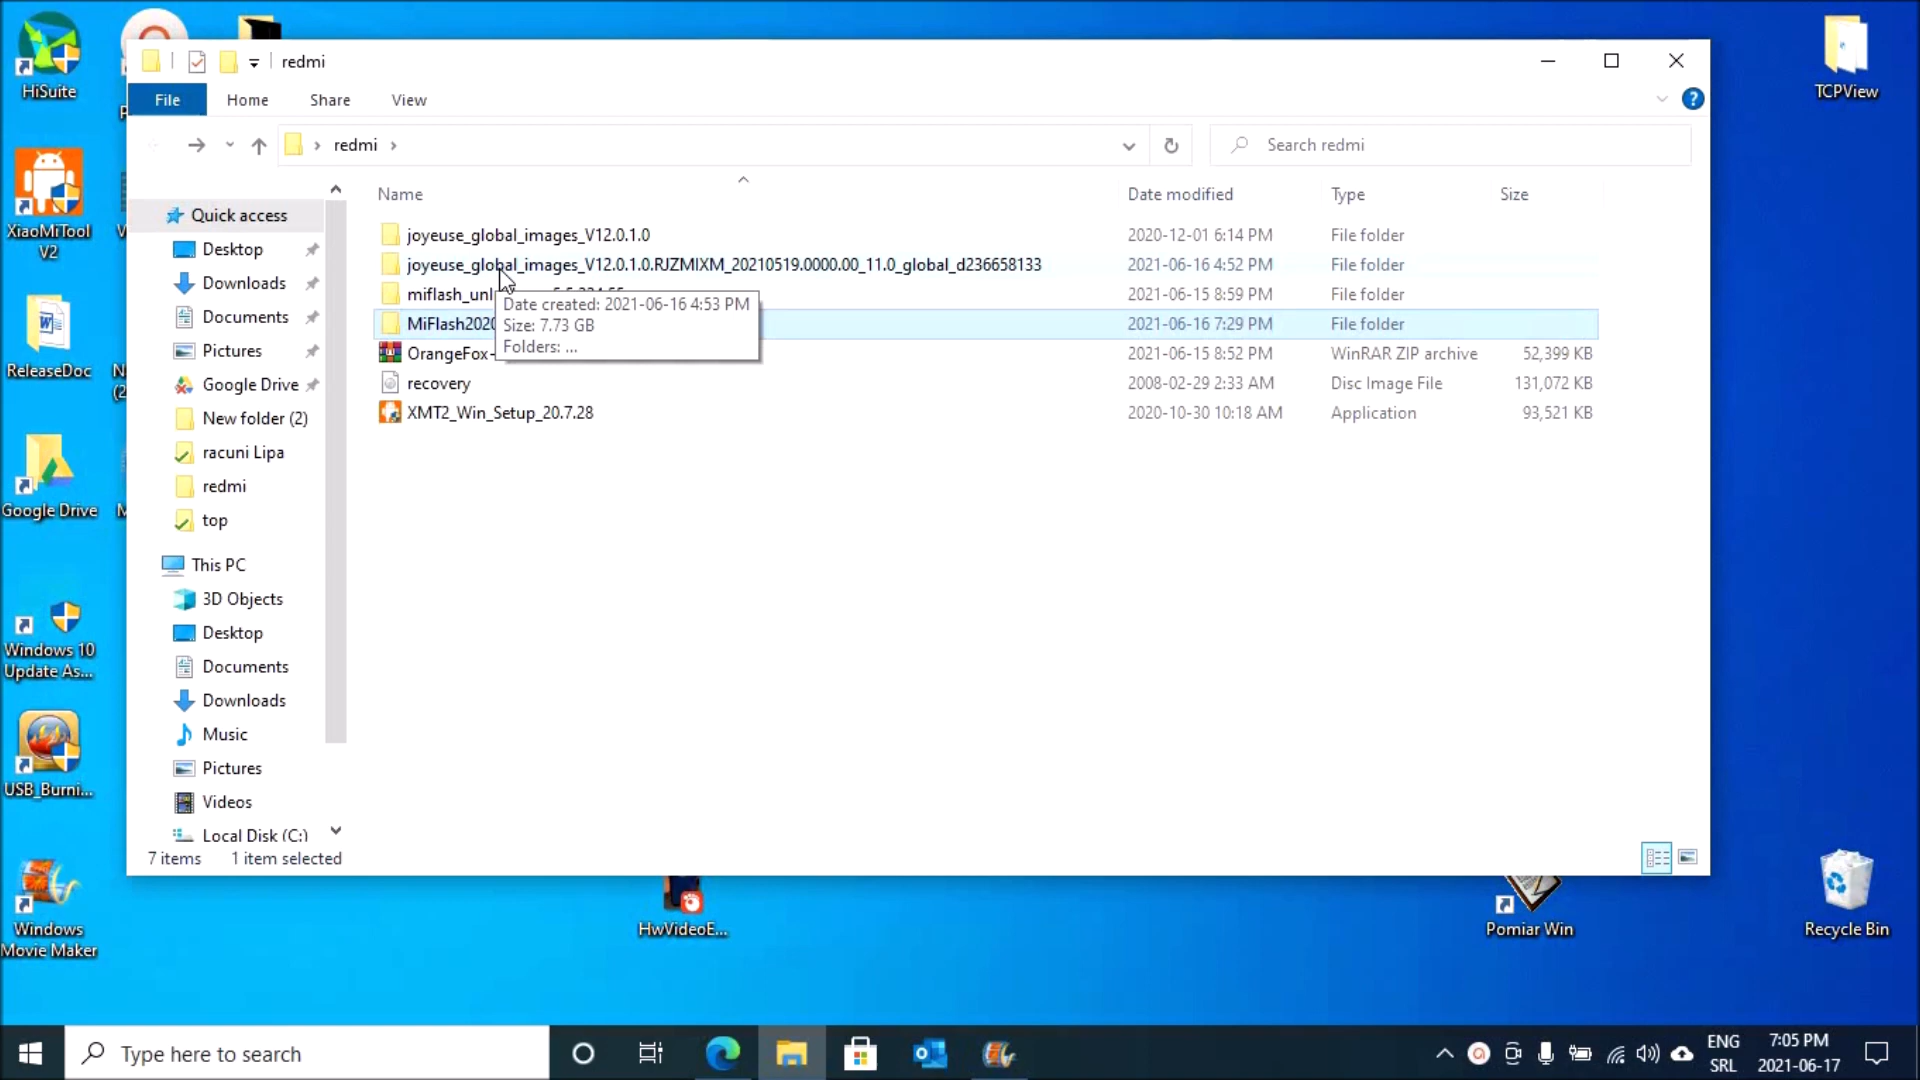 redmi
File
Home
Share
View
redmi
Search redmi
Name
Date modified
Type
Size
Quick access
Desktop
Downloads
Documents
Pictures
Google Drive
New folder (2)
racuni Lipa
redmi
top
This PC
3D Objects
Desktop
Documents
Downloads
Music
Pictures
Videos
Local Disk (C:)
joyeuse_global_images_V12.0.1.0
2020-12-01 6:14 PM
File folder
joyeuse_global_images_V12.0.1.0.RJZMIXM_20210519.0000.00_11.0_global_d236658133
2021-06-16 4:52 PM
File folder
miflash_unl
2021-06-15 8:59 PM
File folder
MiFlash2020
2021-06-16 7:29 PM
File folder
OrangeFox-
2021-06-15 8:52 PM
WinRAR ZIP archive
52,399 KB
recovery
2008-02-29 2:33 AM
Disc Image File
131,072 KB
XMT2_Win_Setup_20.7.28
2020-10-30 10:18 AM
Application
93,521 KB
Date created: 2021-06-16 4:53 PM
Size: 7.73 GB
Folders: ...
7 items
1 item selected
HiSuite
XiaoMiTool
V2
ReleaseDoc
Google Drive
Windows 10
Update As...
USB_Burni...
Windows
Movie Maker
HwVideoE...
TCPView
Pomiar Win
Recycle Bin
Type here to search
ENG
SRL
7:05 PM
2021-06-17